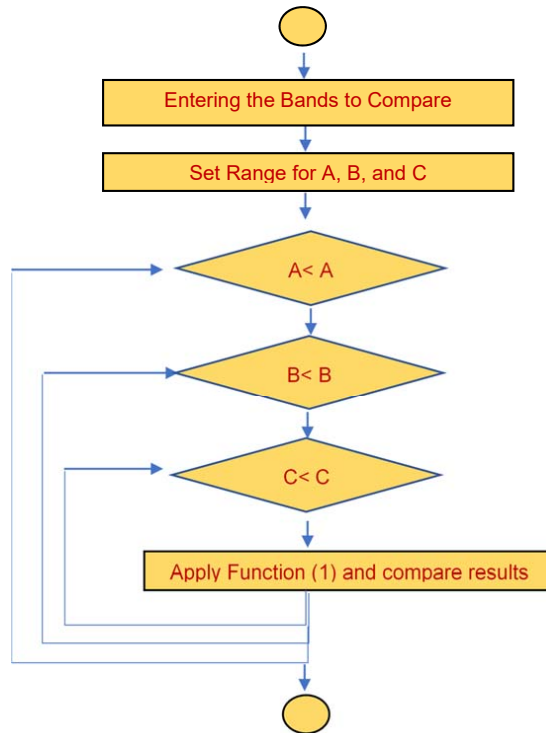 Entering the Bands to Compare
Set Range for A, B, and C
A< A
B< B
C< C
Apply Function (1) and compare results